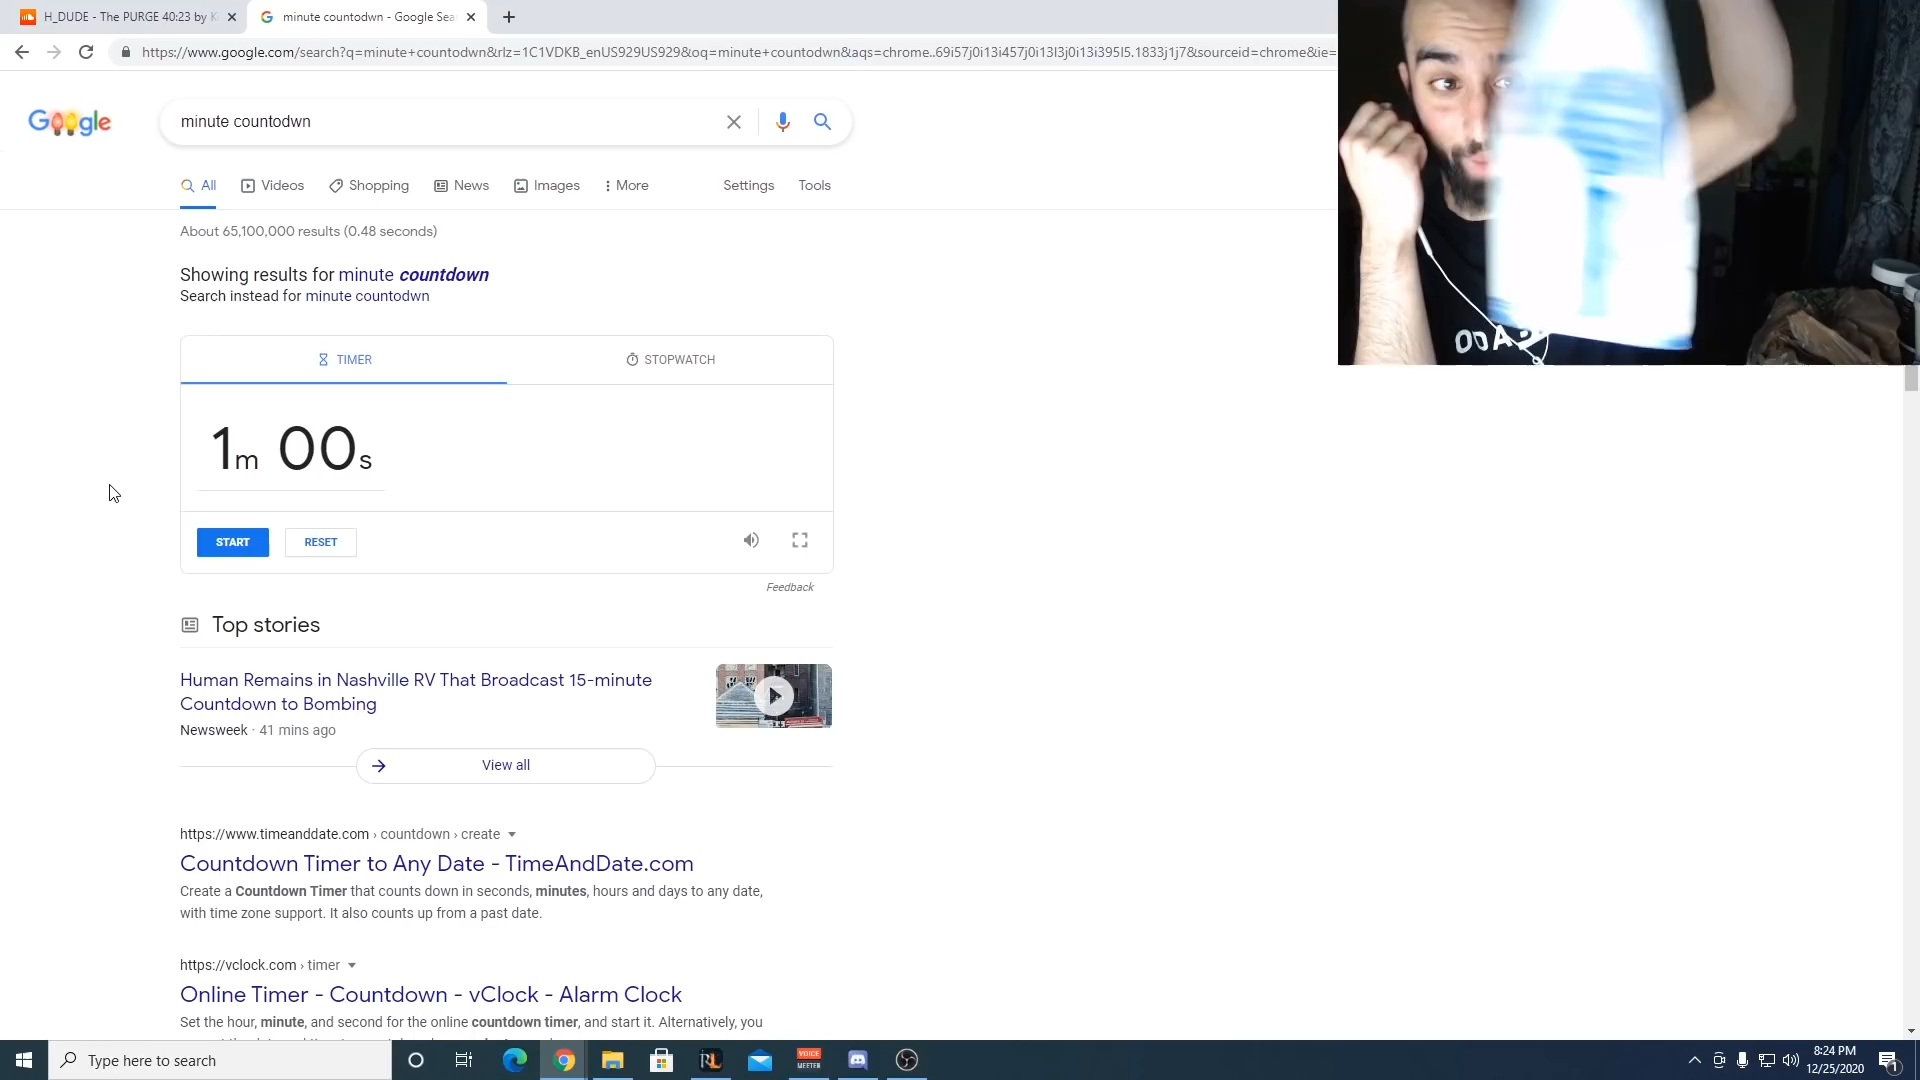 H_DUDE - The PURGE 40:23 by K
minute countodwn - Google Sea
https://www.google.com/search?q=minute+countodwn&rlz=1C1VDKB_enUS929US929&oq=minute+countodwn&aqs=chrome..69i57j0i13i457j0i13l3j0i13i395l5.1833j1j7&sourceid=chrome&ie=
Google
minute countodwn
All
Videos
Shopping
News
Images
More
Settings
Tools
About 65,100,000 results (0.48 seconds)
Showing results for minute countdown
Search instead for minute countodwn
TIMER
STOPWATCH
1m 00s
START
RESET
Feedback
Top stories
Human Remains in Nashville RV That Broadcast 15-minute
Countdown to Bombing
Newsweek · 41 mins ago
View all
https://www.timeanddate.com › countdown › create
Countdown Timer to Any Date - TimeAndDate.com
Create a Countdown Timer that counts down in seconds, minutes, hours and days to any date,
with time zone support. It also counts up from a past date.
https://vclock.com › timer
Online Timer - Countdown - vClock - Alarm Clock
Set the hour, minute, and second for the online countdown timer, and start it. Alternatively, you
Type here to search
RL
VOICE
MEETER
8:24 PM
12/25/2020
1